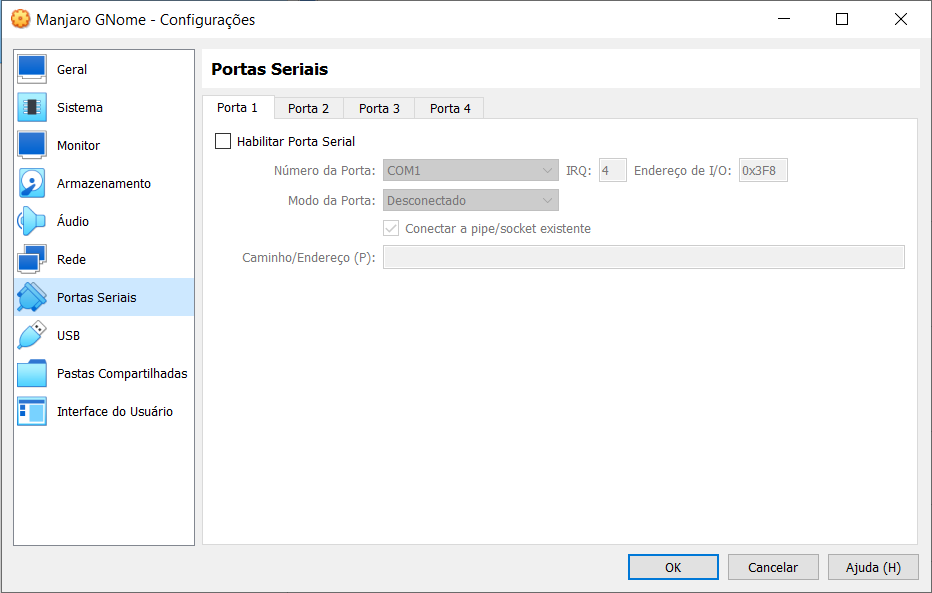 Manjaro GNome - Configurações
Geral
Sistema
Monitor
Armazenamento
Áudio
Rede
Portas Seriais
USB
Pastas Compartilhadas
Interface do Usuário
Portas Seriais
Porta 1 Porta 2 Porta 3 Porta 4
Habilitar Porta Serial
Número da Porta: COM1 IRQ: 4 Endereço de I/O: 0x3F8
Modo da Porta: Desconectado
Conectar a pipe/socket existente
Caminho/Endereço (P):
OK Cancelar Ajuda (H)